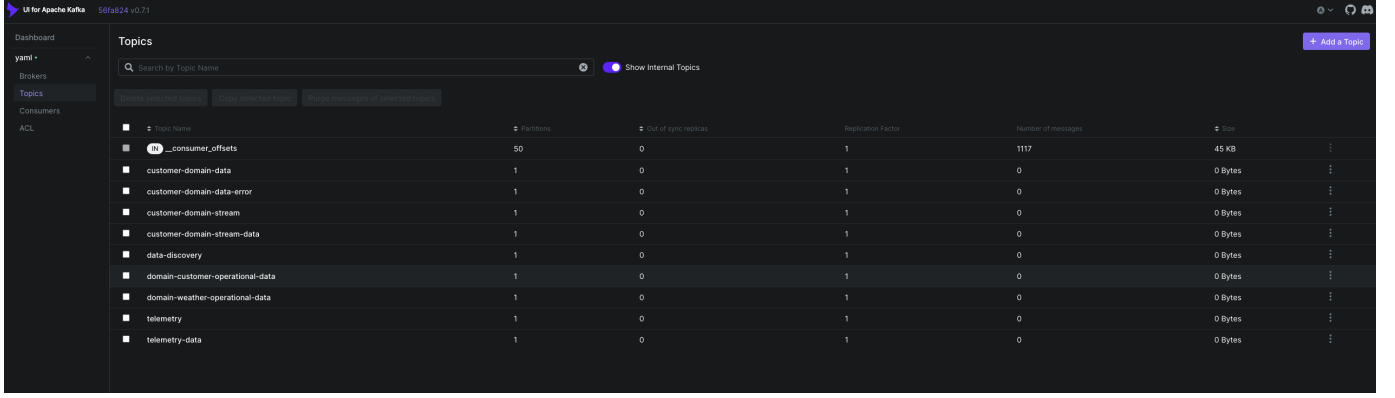 UI for Apache Kafka 56fa824 v0.7.1
Dashboard
yaml
Brokers
Topics
Consumers
ACL
Topics
+ Add a Topic
Search by Topic Name
Show Internal Topics
Delete selected topics Copy selected topic Purge messages of selected topics
Topic Name Partitions Out of sync replicas Replication Factor Number of messages Size
IN __consumer_offsets 50 0 1 1117 45 KB
customer-domain-data 1 0 1 0 0 Bytes
customer-domain-data-error 1 0 1 0 0 Bytes
customer-domain-stream 1 0 1 0 0 Bytes
customer-domain-stream-data 1 0 1 0 0 Bytes
data-discovery 1 0 1 0 0 Bytes
domain-customer-operational-data 1 0 1 0 0 Bytes
domain-weather-operational-data 1 0 1 0 0 Bytes
telemetry 1 0 1 0 0 Bytes
telemetry-data 1 0 1 0 0 Bytes